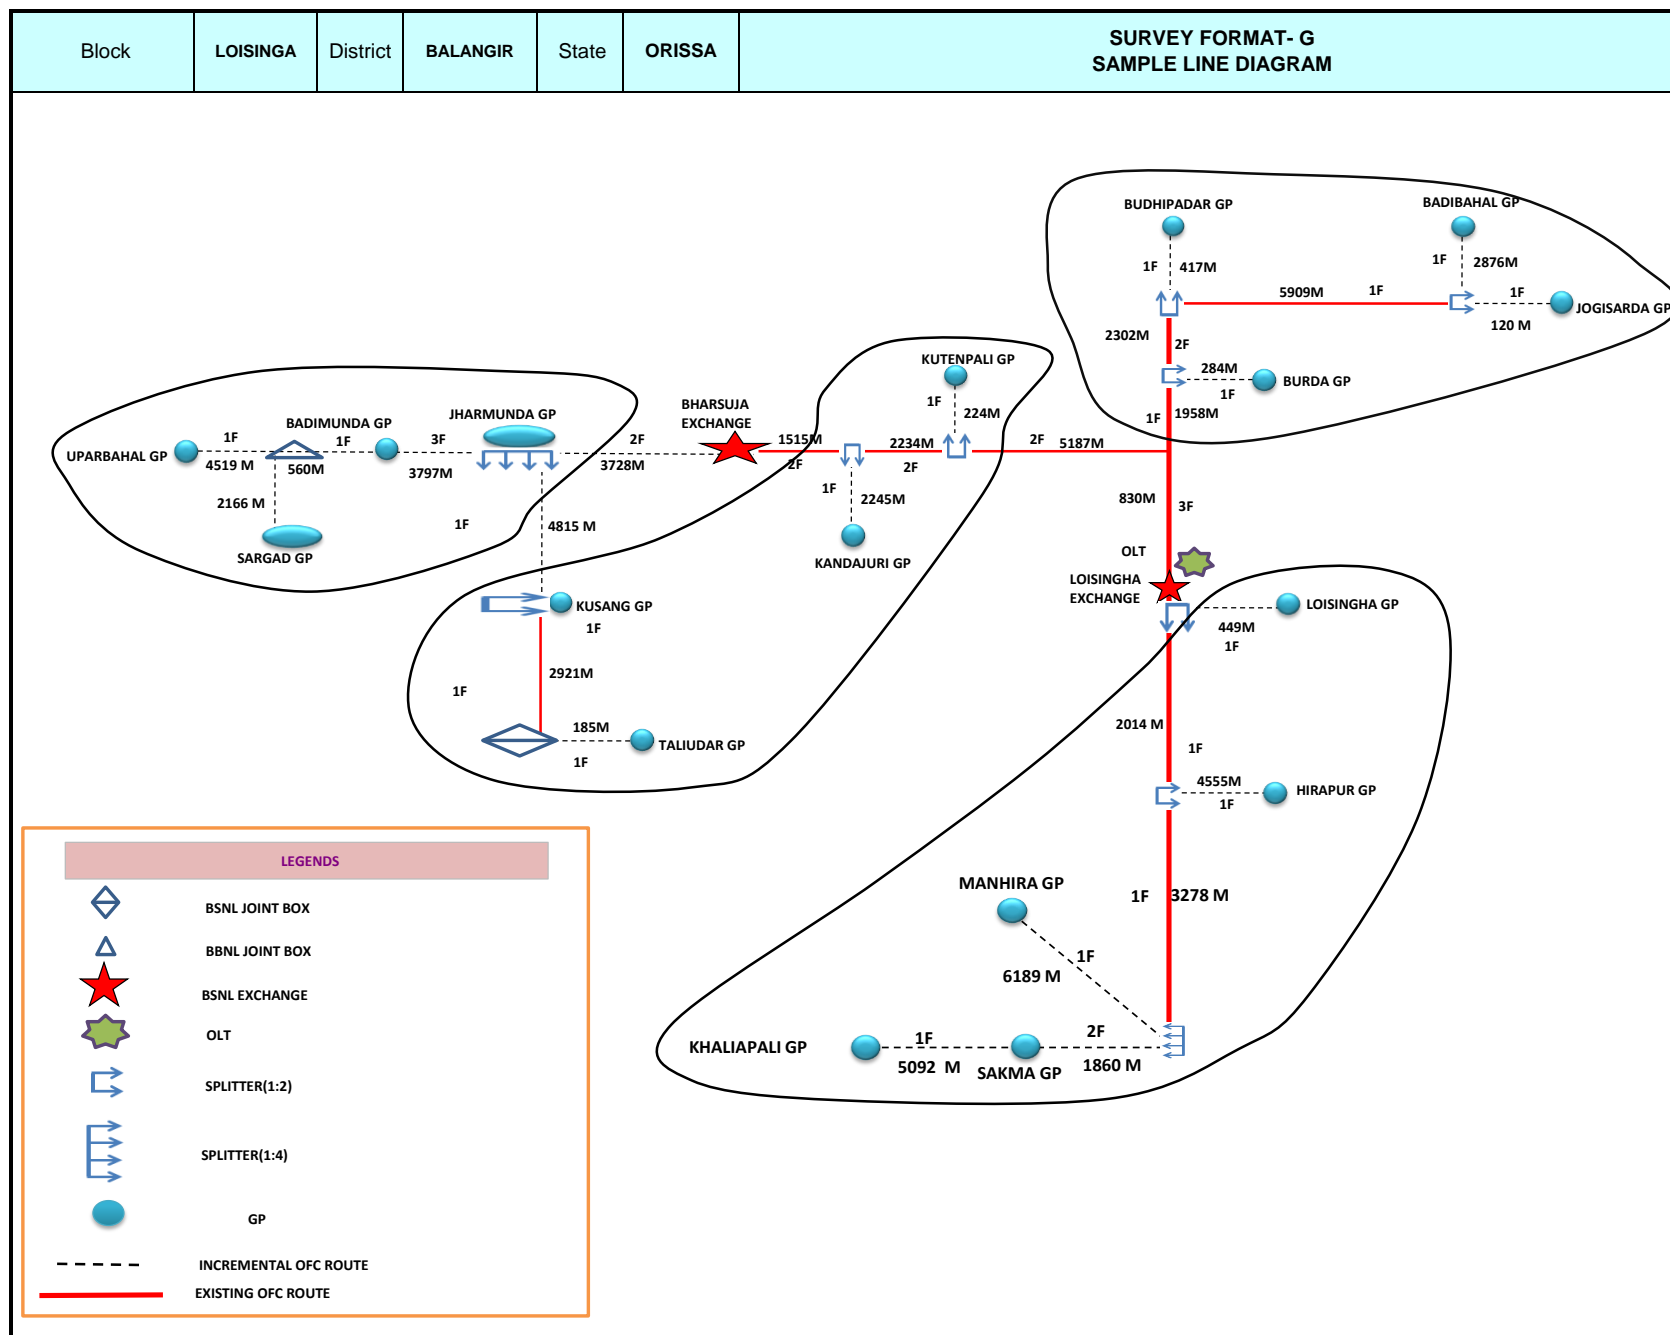 Block LOISINGA District BALANGIR State ORISSA
SURVEY FORMAT- G
SAMPLE LINE DIAGRAM
BUDHIPADAR GP
BADIBAHAL GP
1F 417M
1F 2876M
5909M 1F
1F
JOGISARDA GP
120 M
2302M
2F
284M
BURDA GP
1F
1F 1958M
KUTENPALI GP
1F
224M
BHARSUJA
EXCHANGE
1515M
2F
2234M
2F
2F 5187M
1F
2245M
KANDAJURI GP
JHARMUNDA GP
BADIMUNDA GP
UPARBAHAL GP
1F
4519 M
1F
560M
3F
3797M
2F
3728M
2166 M
SARGAD GP
1F
4815 M
KUSANG GP
1F
2921M
1F
185M
TALIUDAR GP
1F
830M
3F
OLT
LOISINGHA
EXCHANGE
LOISINGHA GP
449M
1F
2014 M
1F
4555M
HIRAPUR GP
1F
MANHIRA GP
1F 3278 M
1F
6189 M
KHALIAPALI GP
1F
5092 M
SAKMA GP
2F
1860 M
LEGENDS
BSNL JOINT BOX
BBNL JOINT BOX
BSNL EXCHANGE
OLT
SPLITTER(1:2)
SPLITTER(1:4)
GP
INCREMENTAL OFC ROUTE
EXISTING OFC ROUTE